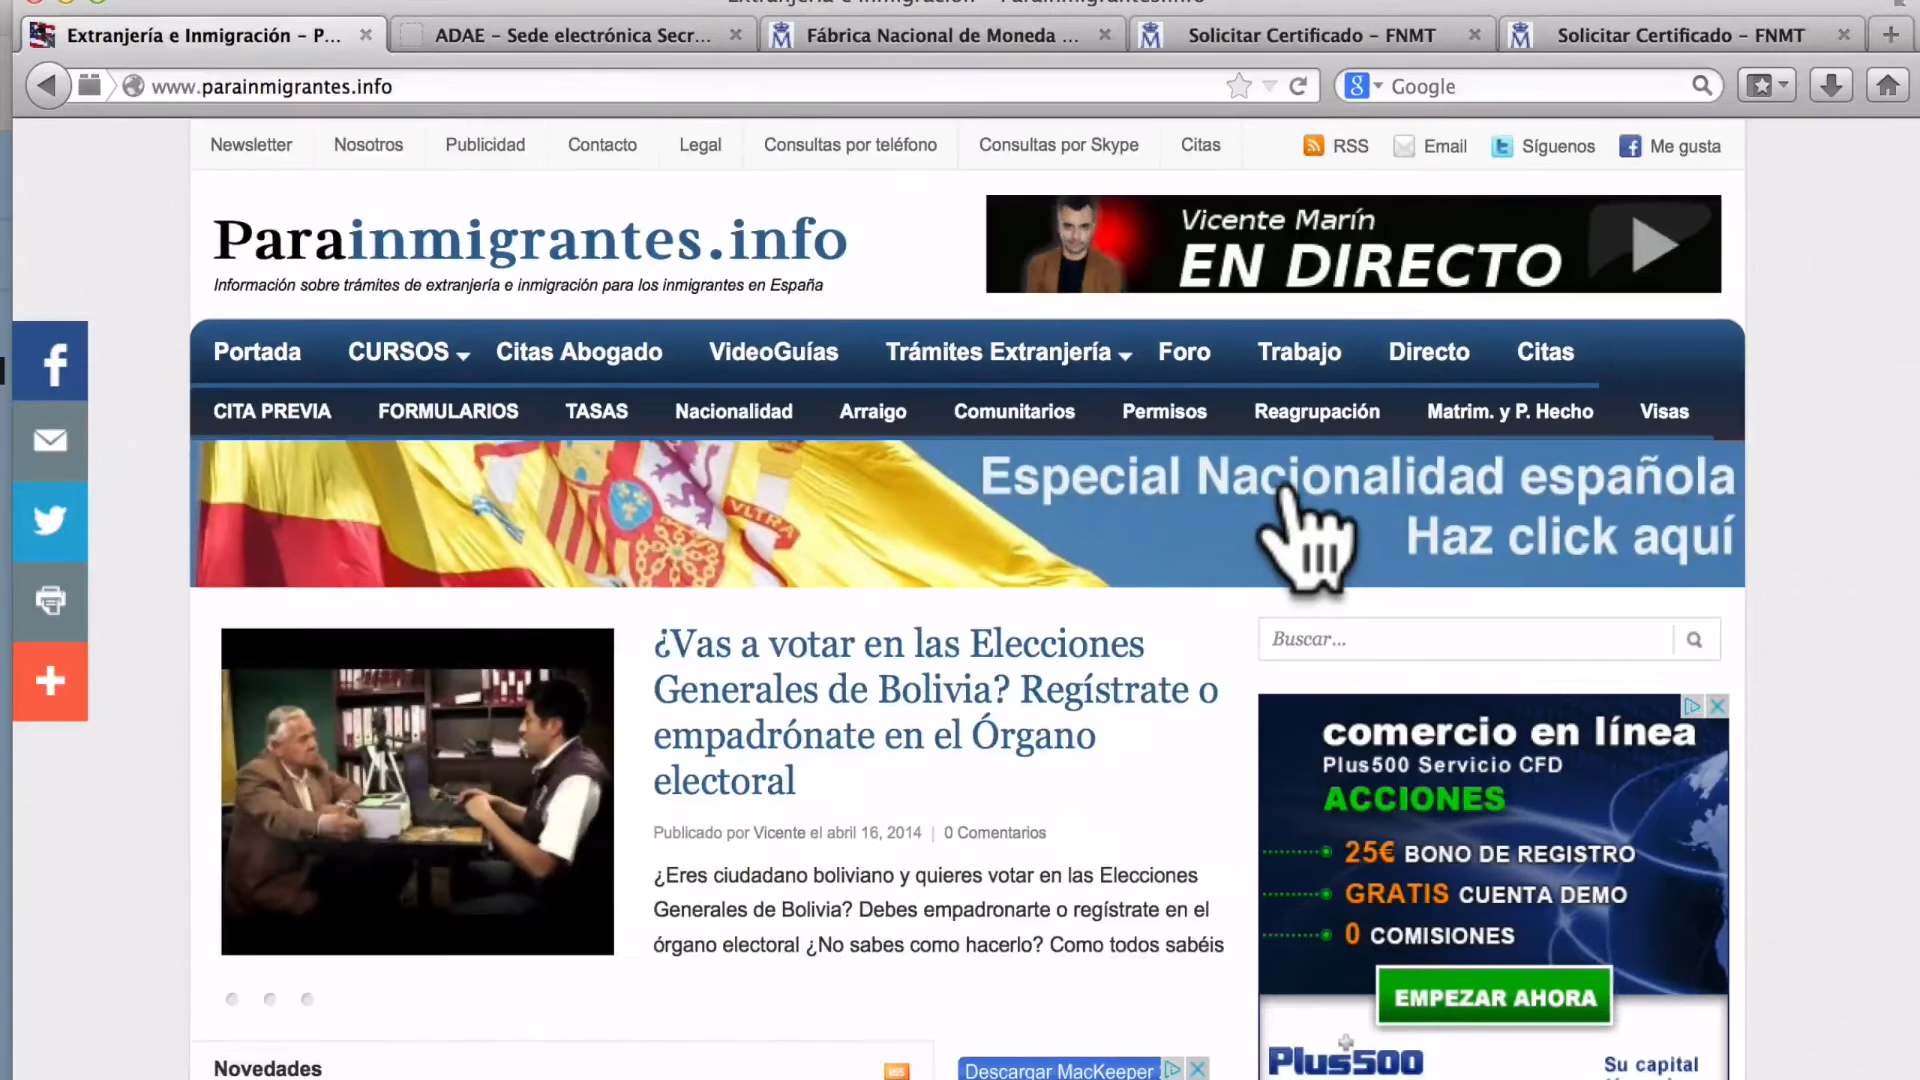 Extranjería e Inmigración – P...
ADAE – Sede electrónica Secr...
Fábrica Nacional de Moneda ...
Solicitar Certificado – FNMT
Solicitar Certificado – FNMT
www.parainmigrantes.info
Google
Newsletter Nosotros Publicidad Contacto Legal Consultas por teléfono Consultas por Skype Citas RSS Email Síguenos Me gusta
Parainmigrantes.info
Información sobre trámites de extranjería e inmigración para los inmigrantes en España
Vicente Marín
EN DIRECTO
Portada CURSOS Citas Abogado VideoGuías Trámites Extranjería Foro Trabajo Directo Citas
CITA PREVIA FORMULARIOS TASAS Nacionalidad Arraigo Comunitarios Permisos Reagrupación Matrim. y P. Hecho Visas
Especial Nacionalidad española
Haz click aquí
¿Vas a votar en las Elecciones
Generales de Bolivia? Regístrate o
empadrónate en el Órgano
electoral
Publicado por Vicente el abril 16, 2014 | 0 Comentarios
¿Eres ciudadano boliviano y quieres votar en las Elecciones
Generales de Bolivia? Debes empadronarte o regístrate en el
órgano electoral ¿No sabes como hacerlo? Como todos sabéis
Buscar...
comercio en línea
Plus500 Servicio CFD
ACCIONES
25€ BONO DE REGISTRO
GRATIS CUENTA DEMO
0 COMISIONES
EMPEZAR AHORA
Plus500
Su capital
Novedades
RSS
Descargar MacKeeper